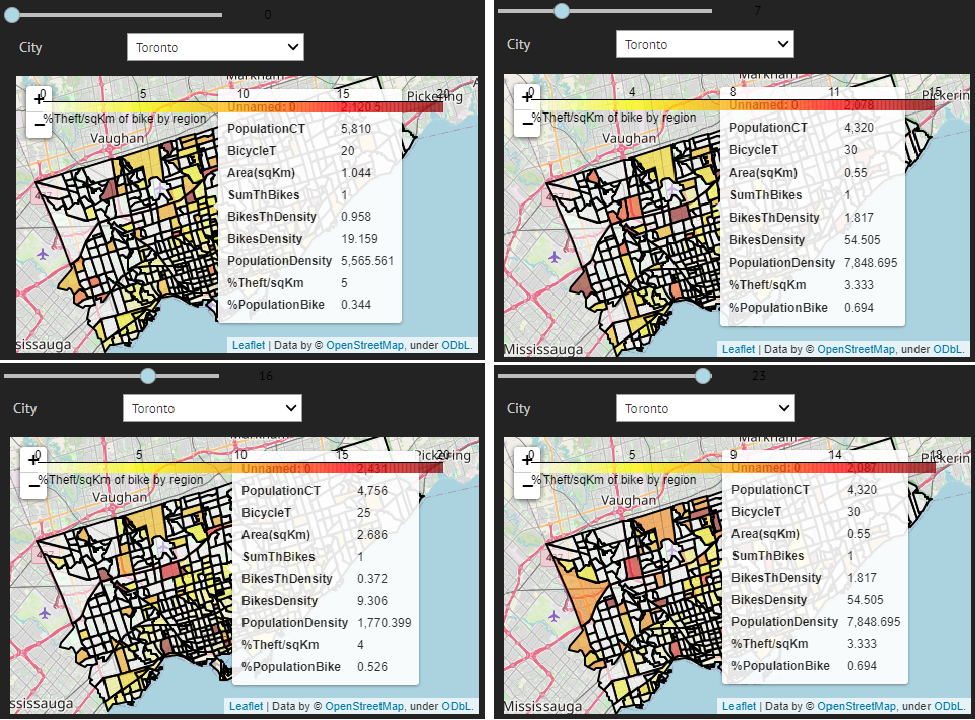 0
City
Toronto
Markham
+
0 5 10 15 20
Pickering
Unnamed: 0 2,120.5
−
%Theft/sqKm of bike by region
Vaughan
PopulationCT 5,810
BicycleT 20
Area(sqKm) 1.044
SumThBikes 1
BikesThDensity 0.958
BikesDensity 19.159
PopulationDensity 5,565.561
%Theft/sqKm 5
%PopulationBike 0.344
sissauga
Leaflet | Data by © OpenStreetMap, under ODbL.
7
City
Toronto
Markham
+
0 4 8 11 15
Pickerin
Unnamed: 0 2,078
−
%Theft/sqKm of bike by region
Vaughan
PopulationCT 4,320
BicycleT 30
Area(sqKm) 0.55
SumThBikes 1
BikesThDensity 1.817
BikesDensity 54.505
PopulationDensity 7,848.695
%Theft/sqKm 3.333
%PopulationBike 0.694
Mississauga
Leaflet | Data by © OpenStreetMap, under ODbL.
16
City
Toronto
Markham
+
0 5 10 15 20
Pickering
Unnamed: 0 2,431
−
%Theft/sqKm of bike by region
Vaughan
PopulationCT 4,756
BicycleT 25
Area(sqKm) 2.686
SumThBikes 1
BikesThDensity 0.372
BikesDensity 9.306
PopulationDensity 1,770.399
%Theft/sqKm 4
%PopulationBike 0.526
ssissauga
Leaflet | Data by © OpenStreetMap, under ODbL.
23
City
Toronto
Markham
+
0 5 9 14 18
Pickerin
Unnamed: 0 2,087
−
%Theft/sqKm of bike by region
Vaughan
PopulationCT 4,320
BicycleT 30
Area(sqKm) 0.55
SumThBikes 1
BikesThDensity 1.817
BikesDensity 54.505
PopulationDensity 7,848.695
%Theft/sqKm 3.333
%PopulationBike 0.694
Mississauga
Leaflet | Data by © OpenStreetMap, under ODbL.